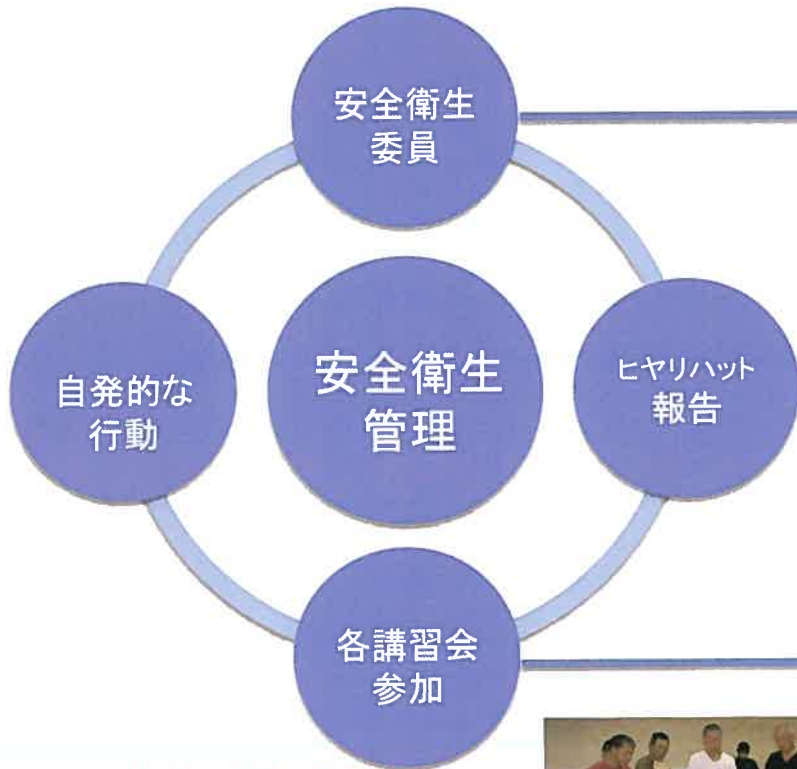 安全衛生
委員
自発的な
行動
安全衛生
管理
ヒヤリハット
報告
各講習会
参加